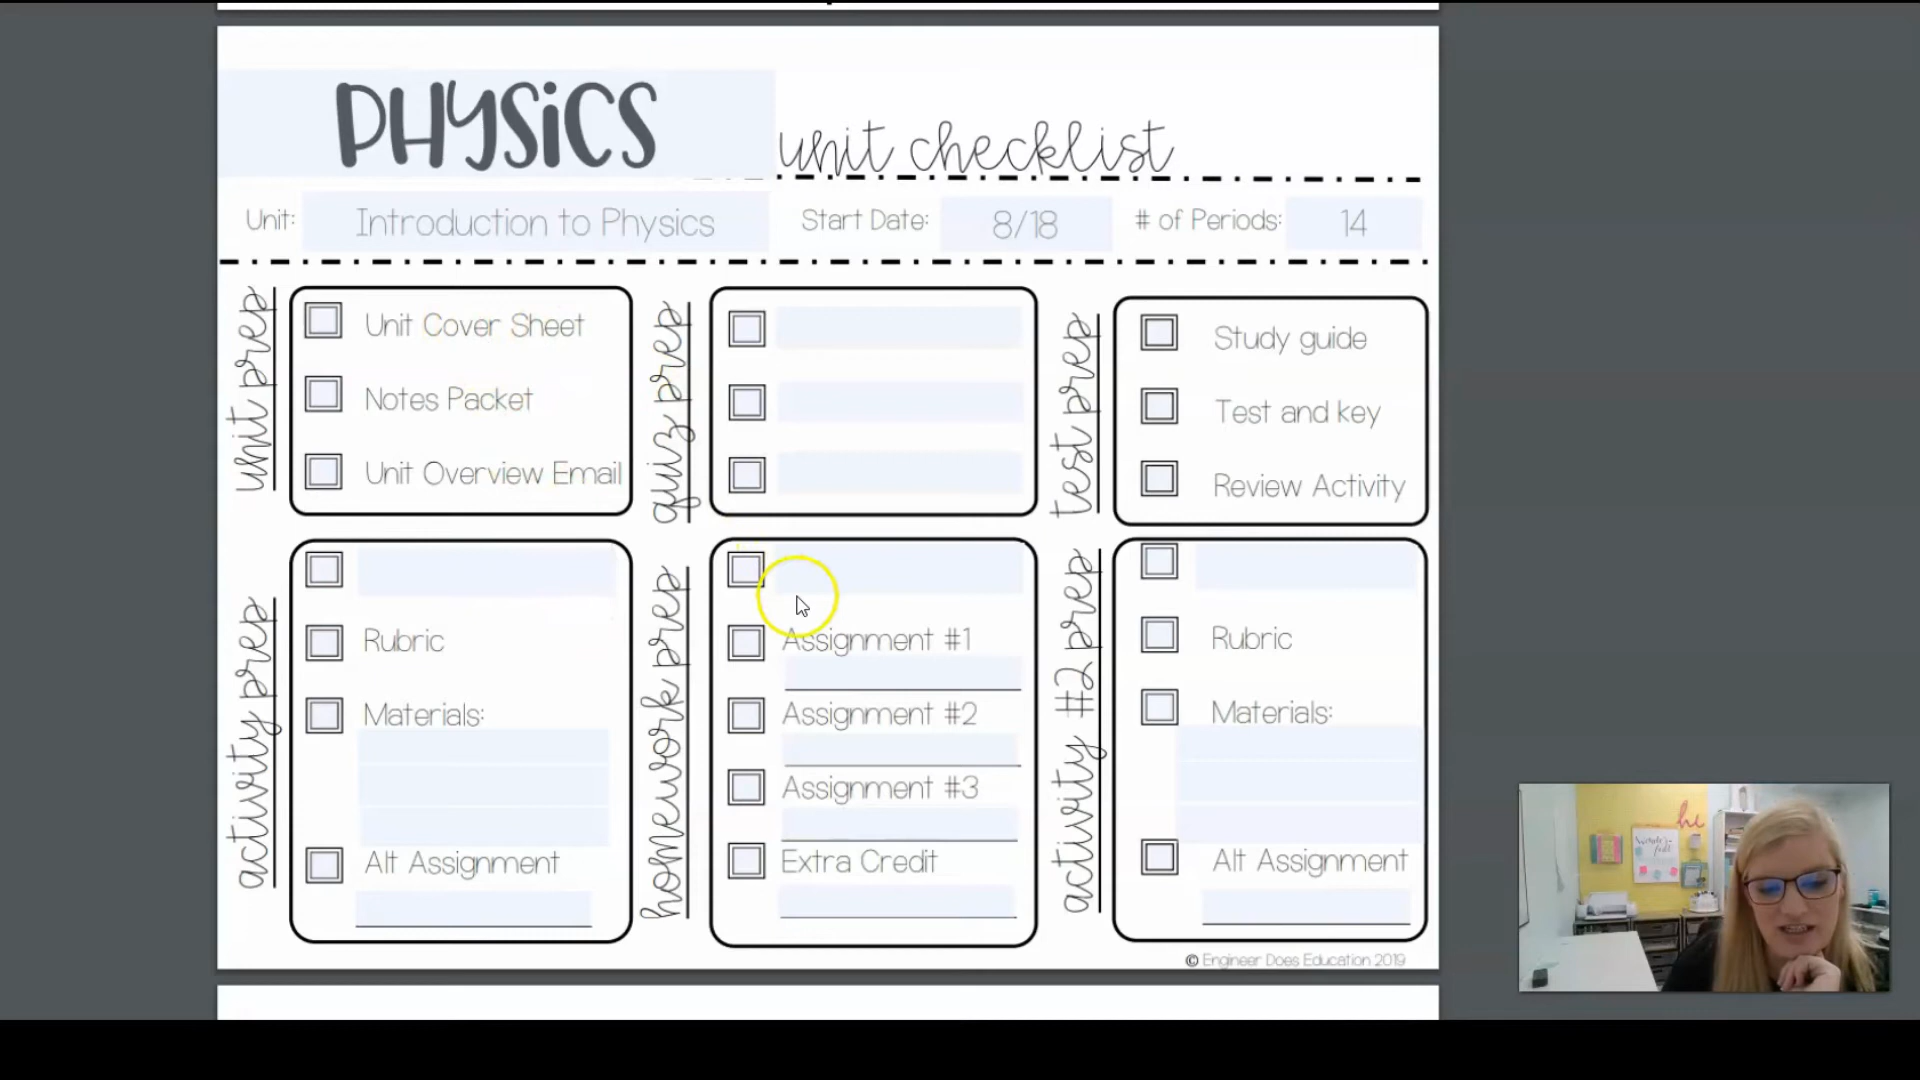 PHYSICS unit checklist
Unit: Introduction to Physics Start Date: 8/18 # of Periods: 14
unit prep
Unit Cover Sheet
Notes Packet
Unit Overview Email
quiz prep
test prep
Study guide
Test and key
Review Activity
activity prep
Rubric
Materials:
Alt Assignment
homework prep
Assignment #1
Assignment #2
Assignment #3
Extra Credit
activity #2 prep
Rubric
Materials:
Alt Assignment
© Engineer Does Education 2019